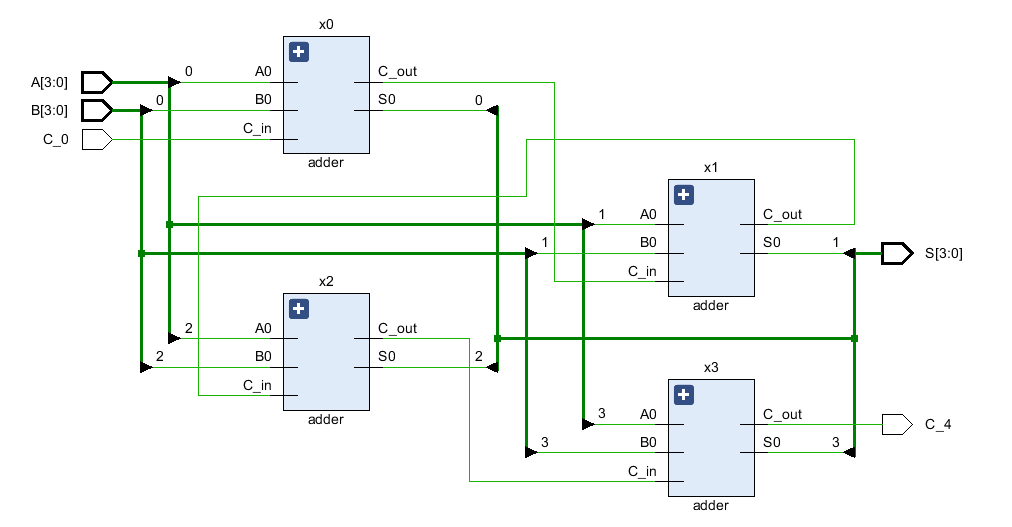 x0
A[3:0] 0 A0 C_out
B[3:0] 0 B0 S0 0
C_0 C_in
adder
x1
1 A0 C_out
1 B0 S0 1 S[3:0]
C_in
adder
x2
2 A0 C_out
2 B0 S0 2
C_in
adder
x3
3 A0 C_out C_4
3 B0 S0 3
C_in
adder